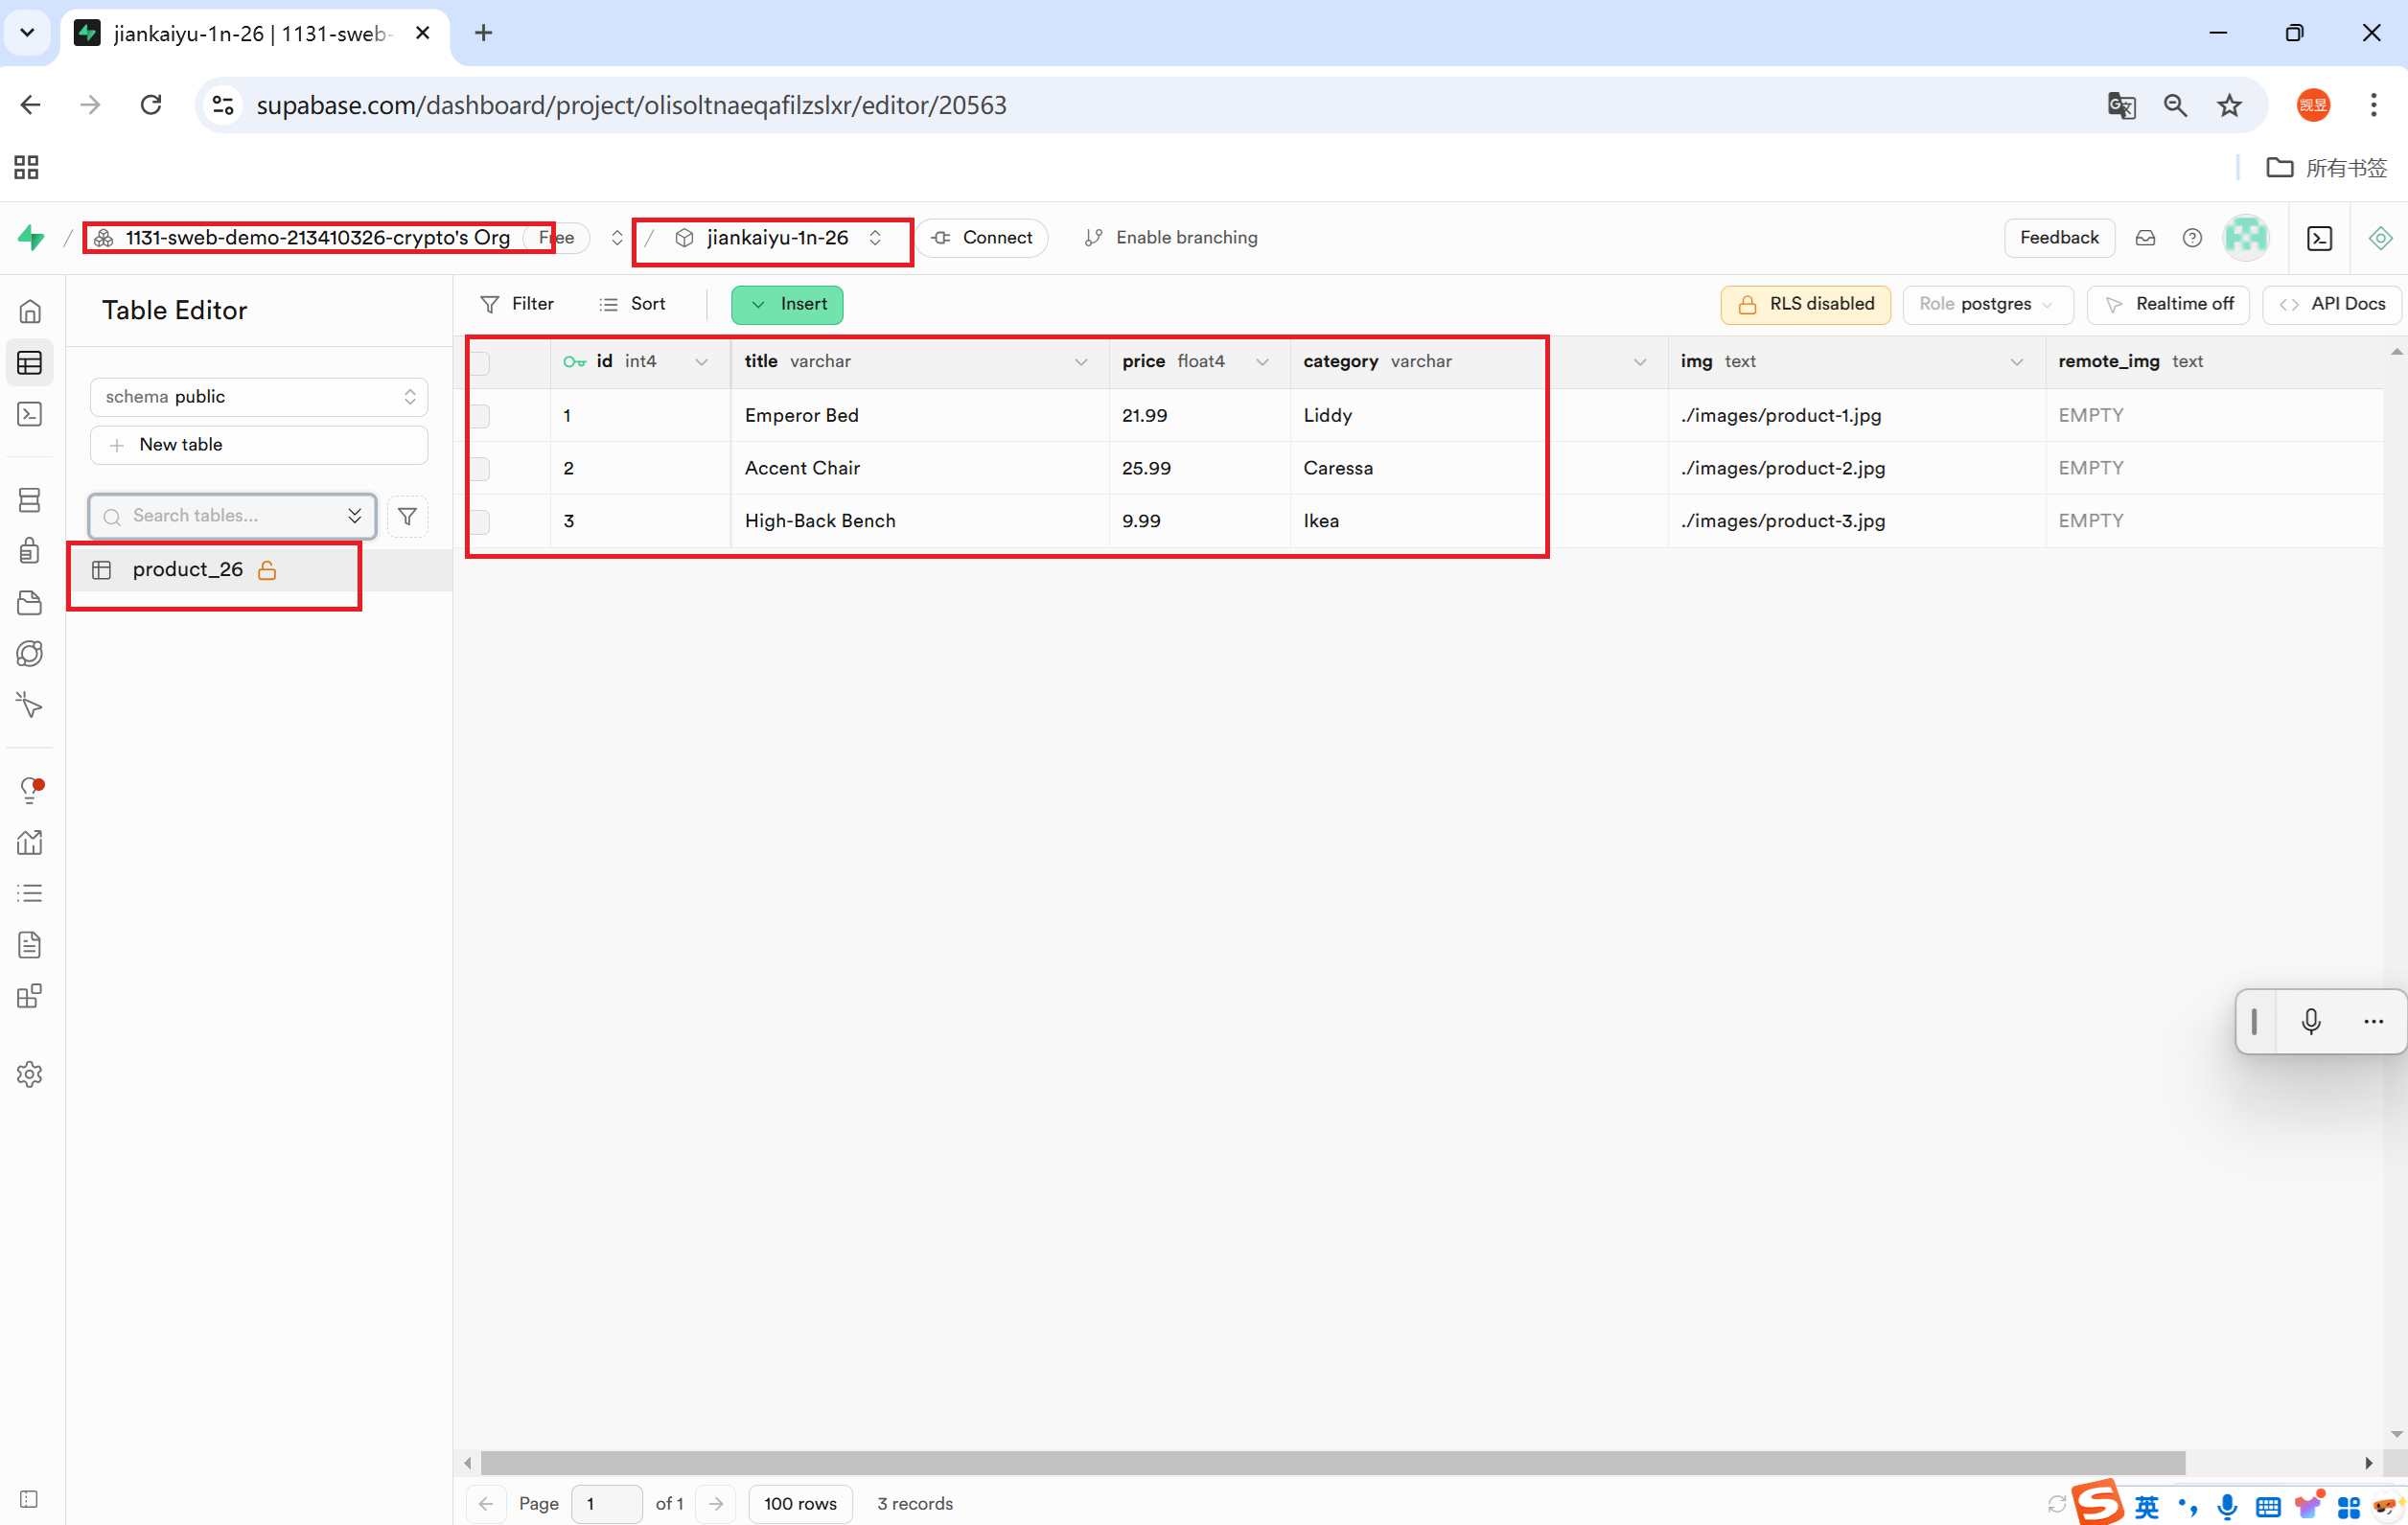 jiankaiyu-1n-26 | 1131-sweb-
supabase.com/dashboard/project/olisoltnaeqafilzslxr/editor/20563
觊昱
所有书签
/ 1131-sweb-demo-213410326-crypto's Org Free / jiankaiyu-1n-26 Connect Enable branching Feedback
Table Editor
Filter Sort Insert RLS disabled Role postgres Realtime off API Docs
schema public
New table
Search tables...
product_26
id int4 title varchar price float4 category varchar img text remote_img text
1 Emperor Bed 21.99 Liddy ./images/product-1.jpg EMPTY
2 Accent Chair 25.99 Caressa ./images/product-2.jpg EMPTY
3 High-Back Bench 9.99 Ikea ./images/product-3.jpg EMPTY
Page 1 of 1 100 rows 3 records
英